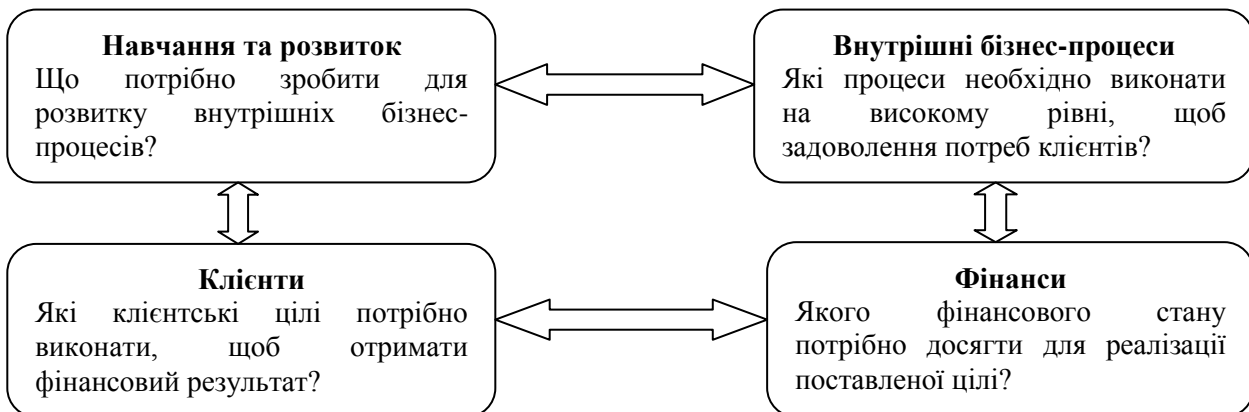 Навчання та розвиток
Що потрібно зробити для
розвитку внутрішніх бізнес-
процесів?
Внутрішні бізнес-процеси
Які процеси необхідно виконати
на високому рівні, щоб
задоволення потреб клієнтів?
Клієнти
Які клієнтські цілі потрібно
виконати, щоб отримати
фінансовий результат?
Фінанси
Якого фінансового стану
потрібно досягти для реалізації
поставленої цілі?